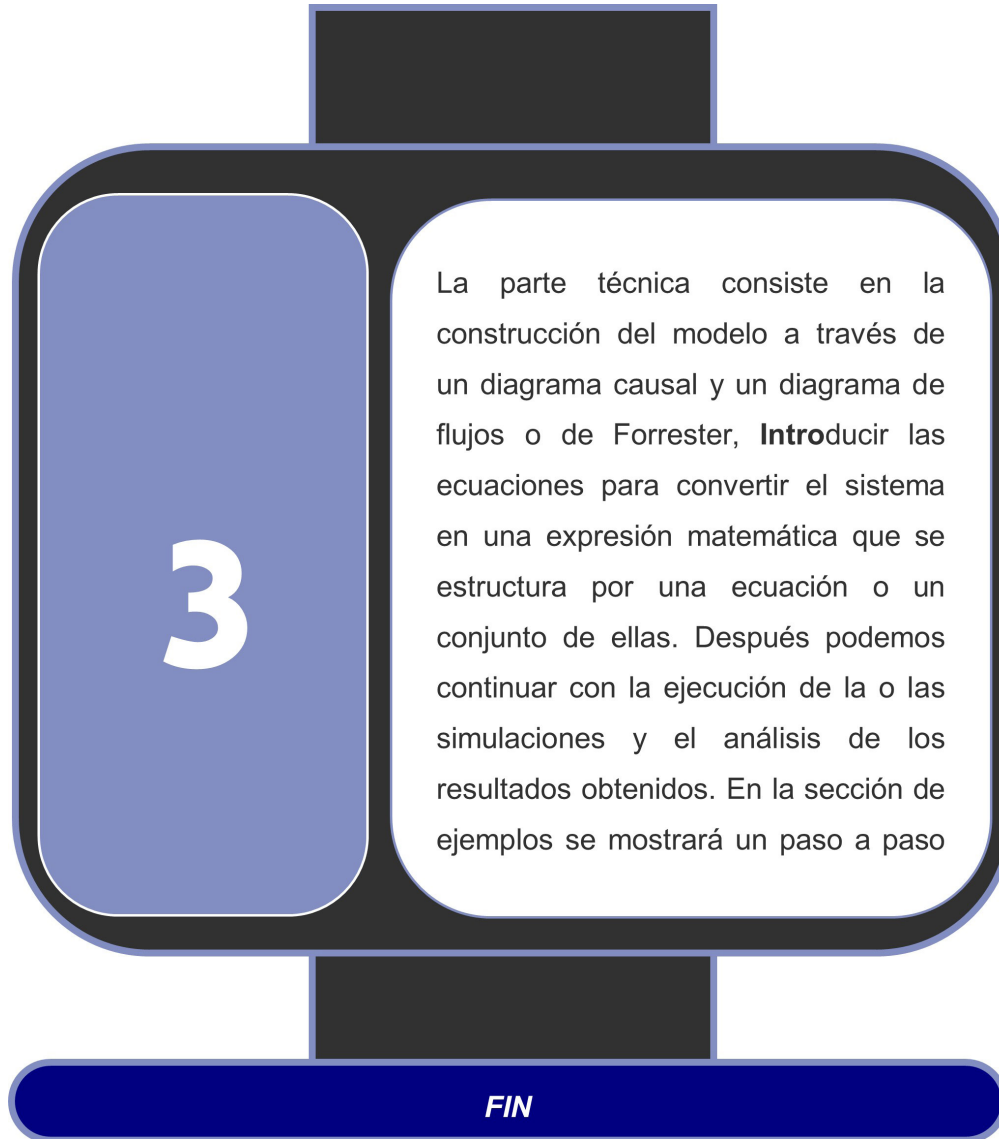 3
La parte técnica consiste en la
construcción del modelo a través de
un diagrama causal y un diagrama de
flujos o de Forrester, Introducir las
ecuaciones para convertir el sistema
en una expresión matemática que se
estructura por una ecuación o un
conjunto de ellas. Después podemos
continuar con la ejecución de la o las
simulaciones y el análisis de los
resultados obtenidos. En la sección de
ejemplos se mostrará un paso a paso
FIN